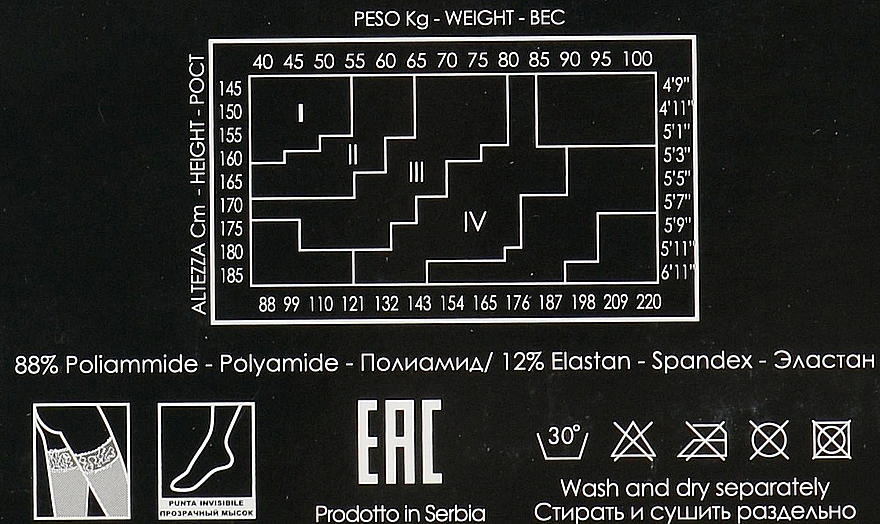 PESO Kg - WEIGHT - ВЕС
40 45 50 55 60 65 70 75 80 85 90 95 100
ALTEZZA Cm - HEIGHT - РОСТ
145 4'9"
150 I 4'11"
155 5'1"
160 II 5'3"
165 III 5'5"
170 5'7"
175 IV 5'9"
180 5'11"
185 6'11"
88 99 110 121 132 143 154 165 176 187 198 209 220
88% Poliammide - Polyamide - Полиамид/ 12% Elastan - Spandex - Эластан
PUNTA INVISIBILE
ПРОЗРАЧНЫЙ МЫСОК
EAC
Prodotto in Serbia
30°
Wash and dry separately
Стирать и сушить раздельно